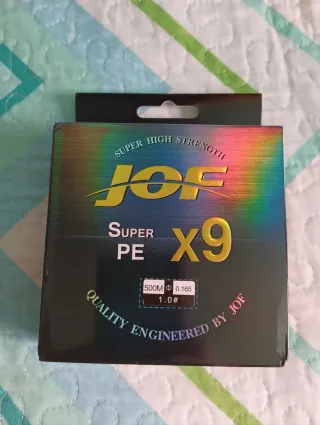 SUPER HIGH STRENGTH
JOF
SUPER PE X9
500M Φ 0.165
1.0#
QUALITY ENGINEERED BY JOF